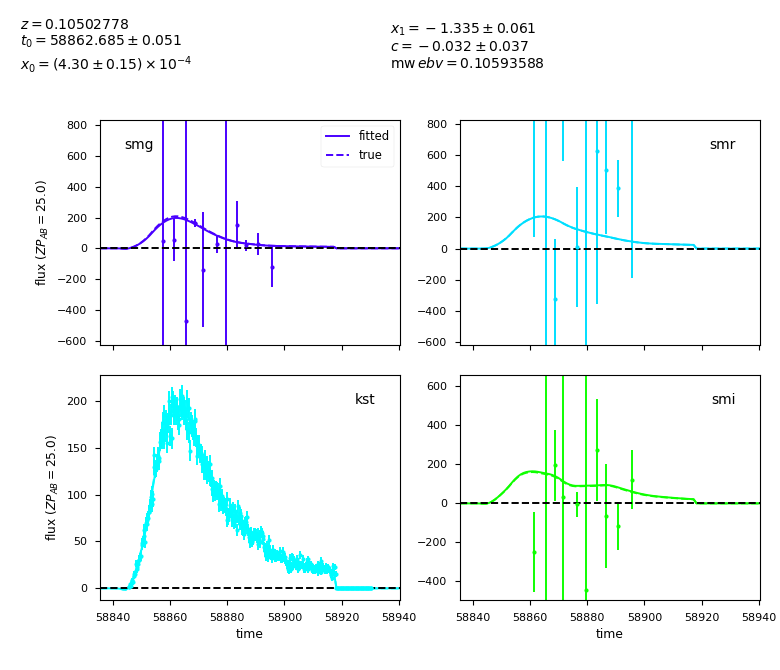 z = 0.10502778
t₀ = 58862.685 ± 0.051
x₀ = (4.30 ± 0.15) × 10⁻⁴
x₁ = −1.335 ± 0.061
c = −0.032 ± 0.037
mw ebv = 0.10593588
smg
fitted
true
800
600
400
200
0
−200
−400
−600
flux (ZP_AB = 25.0)
smr
800
600
400
200
0
−200
−400
−600
kst
200
150
100
50
0
flux (ZP_AB = 25.0)
58840 58860 58880 58900 58920 58940
time
smi
600
400
200
0
−200
−400
58840 58860 58880 58900 58920 58940
time